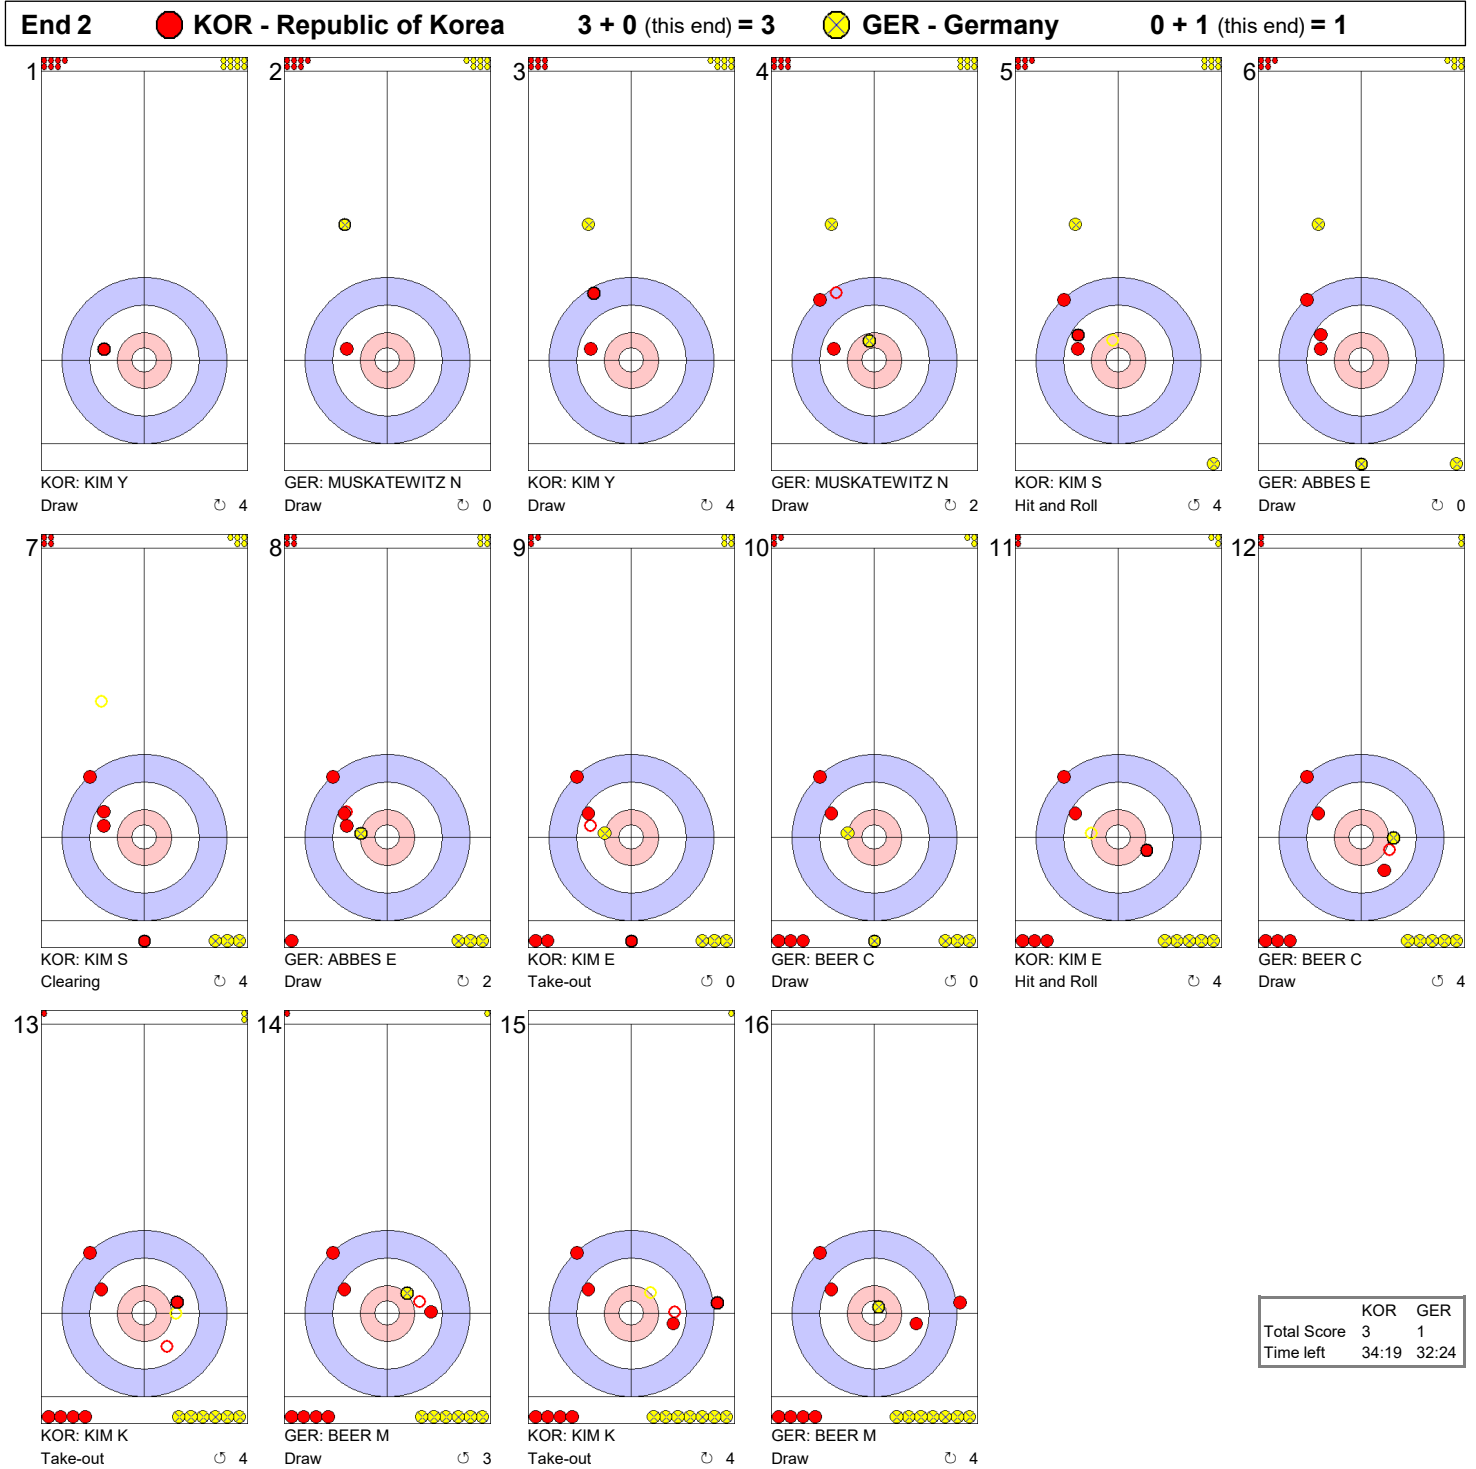 End 2 KOR - Republic of Korea 3 + 0 (this end) = 3 GER - Germany 0 + 1 (this end) = 1
1 2 3 4 5 6
KOR: KIM Y GER: MUSKATEWITZ N KOR: KIM Y GER: MUSKATEWITZ N KOR: KIM S GER: ABBES E
Draw ↻ 4 Draw ↻ 0 Draw ↻ 4 Draw ↻ 2 Hit and Roll ↺ 4 Draw ↻ 0
7 8 9 10 11 12
KOR: KIM S GER: ABBES E KOR: KIM E GER: BEER C KOR: KIM E GER: BEER C
Clearing ↻ 4 Draw ↻ 2 Take-out ↺ 0 Draw ↺ 0 Hit and Roll ↺ 4 Draw ↺ 4
13 14 15 16
KOR: KIM K GER: BEER M KOR: KIM K GER: BEER M
Take-out ↺ 4 Draw ↺ 3 Take-out ↻ 4 Draw ↻ 4
KOR GER
Total Score 3 1
Time left 34:19 32:24